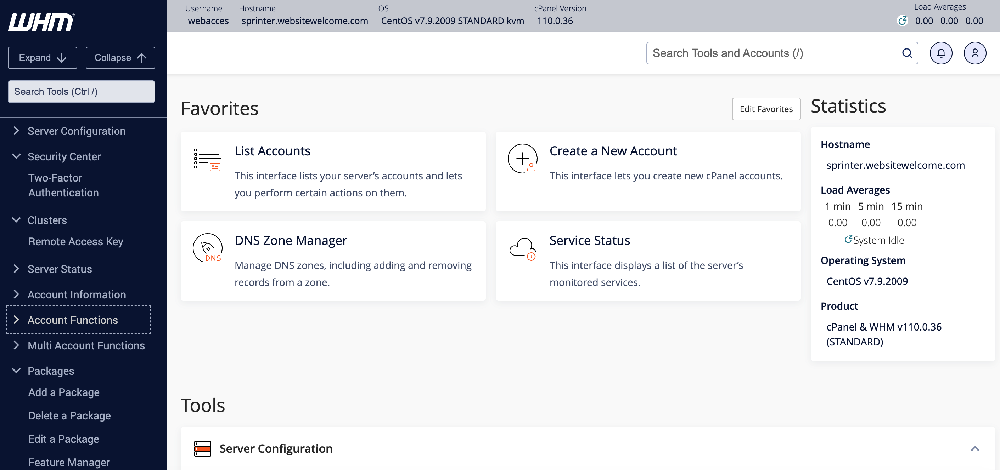 WHM®
Expand
Collapse
Search Tools (Ctrl /)
Server Configuration
Security Center
Two-Factor
Authentication
Clusters
Remote Access Key
Server Status
Account Information
Account Functions
Multi Account Functions
Packages
Add a Package
Delete a Package
Edit a Package
Feature Manager
Username Hostname OS cPanel Version
webacces sprinter.websitewelcome.com CentOS v7.9.2009 STANDARD kvm 110.0.36
Load Averages
0.00 0.00 0.00
Search Tools and Accounts (/)
Favorites
Edit Favorites
List Accounts
This interface lists your server’s accounts and lets
you perform certain actions on them.
Create a New Account
This interface lets you create new cPanel accounts.
DNS
DNS Zone Manager
Manage DNS zones, including adding and removing
records from a zone.
Service Status
This interface displays a list of the server’s
monitored services.
Statistics
Hostname
sprinter.websitewelcome.com
Load Averages
1 min 5 min 15 min
0.00 0.00 0.00
System Idle
Operating System
CentOS v7.9.2009
Product
cPanel & WHM v110.0.36
(STANDARD)
Tools
Server Configuration